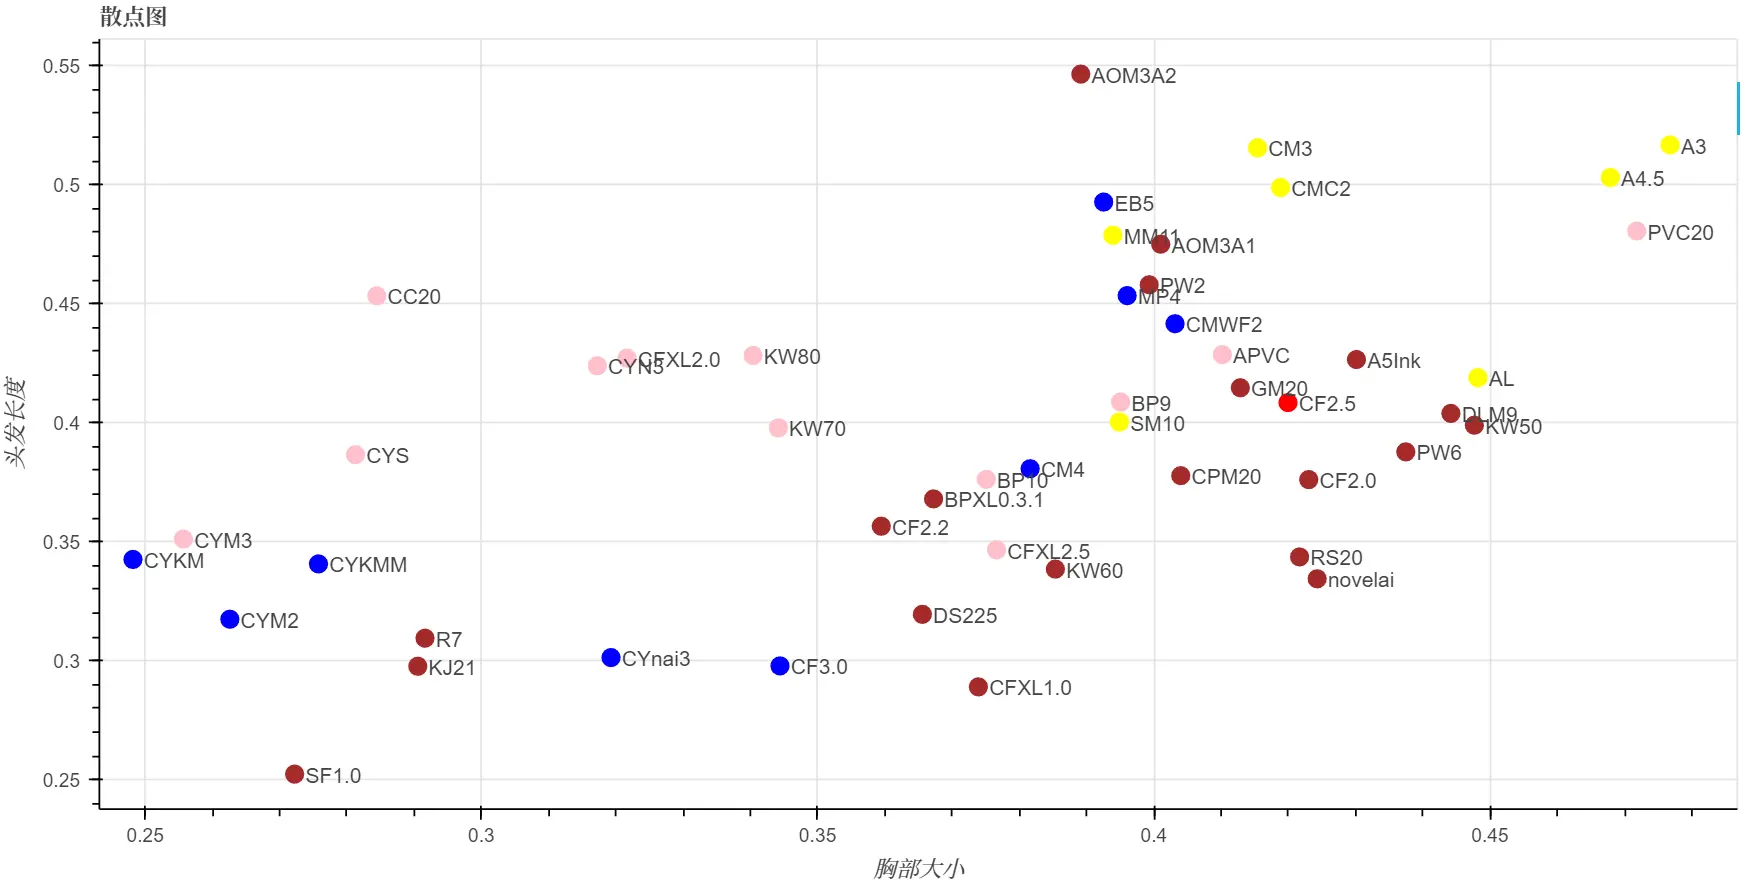 散点图
0.55
0.5
0.45
0.4
0.35
0.3
0.25
头发长度
AOM3A2
CM3
A3
CMC2
A4.5
EB5
PVC20
MM11
AOM3A1
PW2
MP4
CC20
CMWF2
CFXL2.0
CYN3
KW80
APVC
A5Ink
AL
GM20
BP9
CF2.5
DLM9
SM10
KW50
KW70
CYS
PW6
CM4
BP10
CPM20
CF2.0
BPXL0.3.1
CF2.2
CYM3
CFXL2.5
CYKM
CYKMM
KW60
RS20
novelai
CYM2
DS225
R7
KJ21
CYnai3
CF3.0
CFXL1.0
SF1.0
0.25
0.3
0.35
0.4
0.45
胸部大小